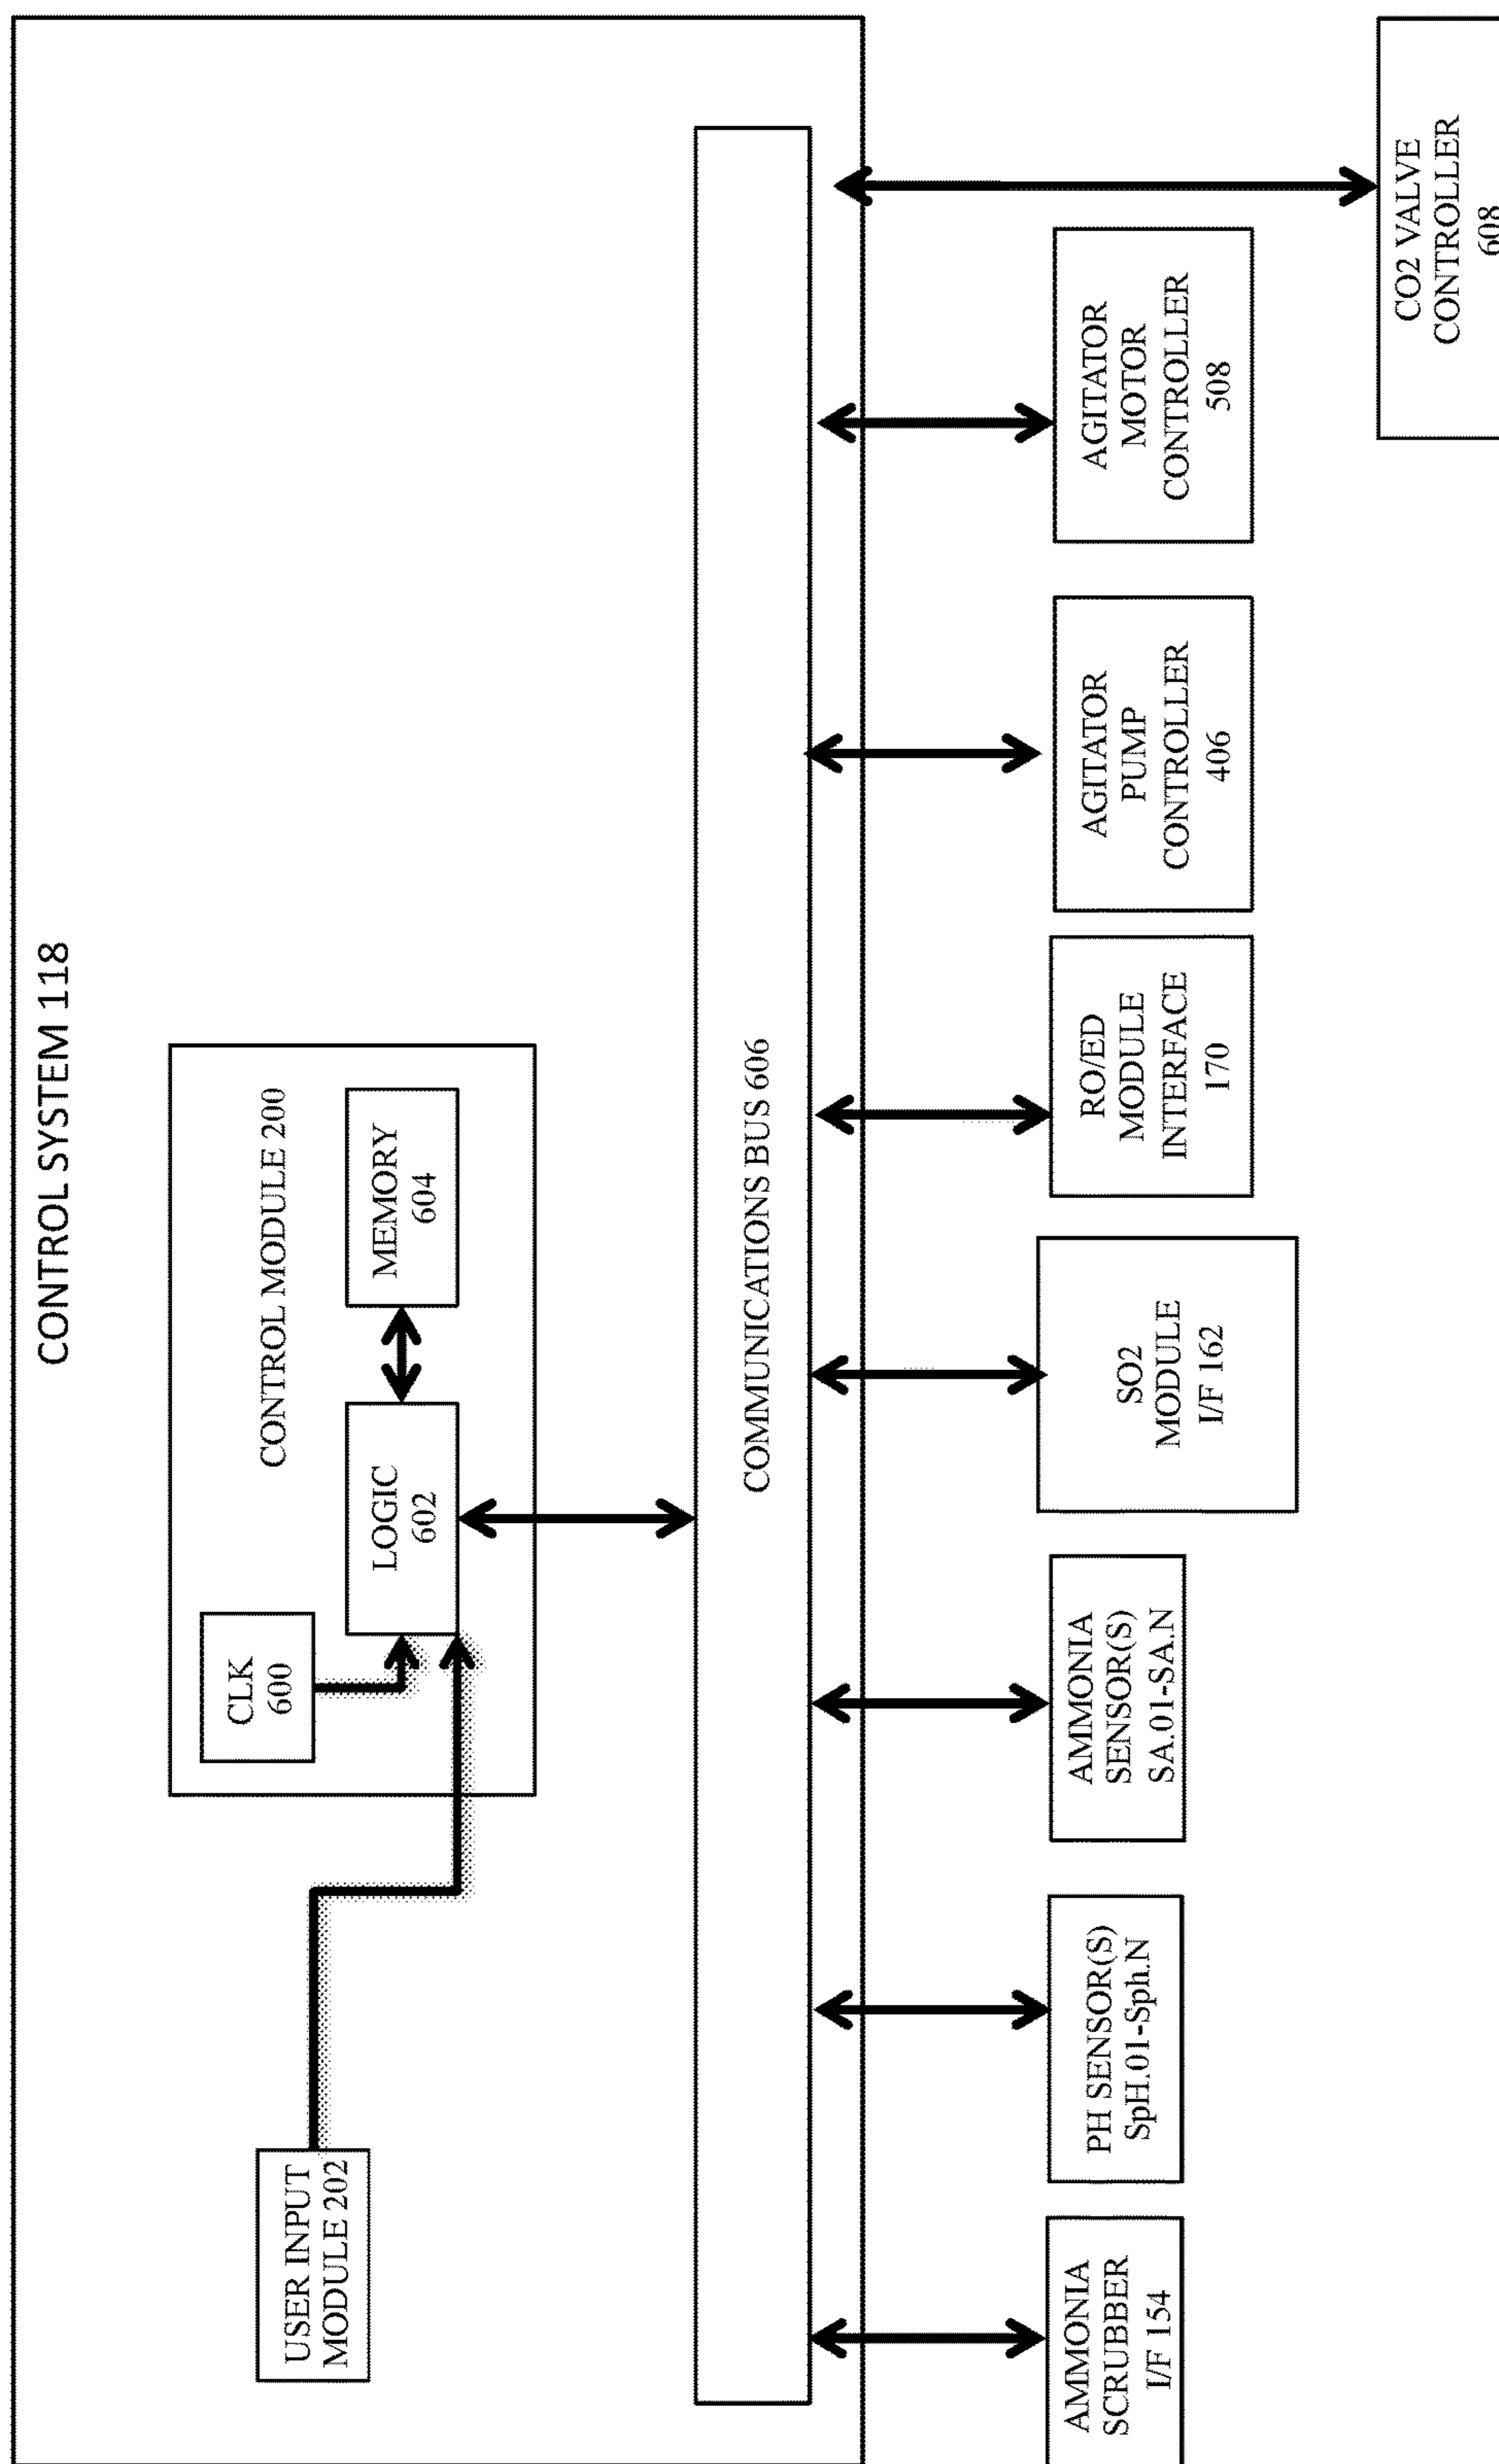 CONTROL SYSTEM 118
CONTROL MODULE 200
CLK
600
LOGIC
602
MEMORY
604
USER INPUT
MODULE 202
COMMUNICATIONS BUS 606
AMMONIA
SCRUBBER
I/F 154
PH SENSOR(S)
SpH.01-Sph.N
AMMONIA
SENSOR(S)
SA.01-SA.N
SO2
MODULE
I/F 162
RO/ED
MODULE
INTERFACE
170
AGITATOR
PUMP
CONTROLLER
406
AGITATOR
MOTOR
CONTROLLER
508
CO2 VALVE
CONTROLLER
608